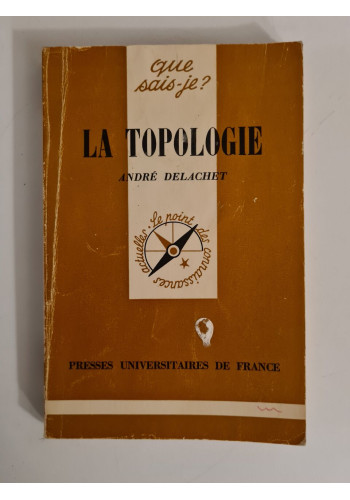 que
sais-je?
LA TOPOLOGIE
ANDRÉ DELACHET
Le point des connaissances actuelles
PRESSES UNIVERSITAIRES DE FRANCE